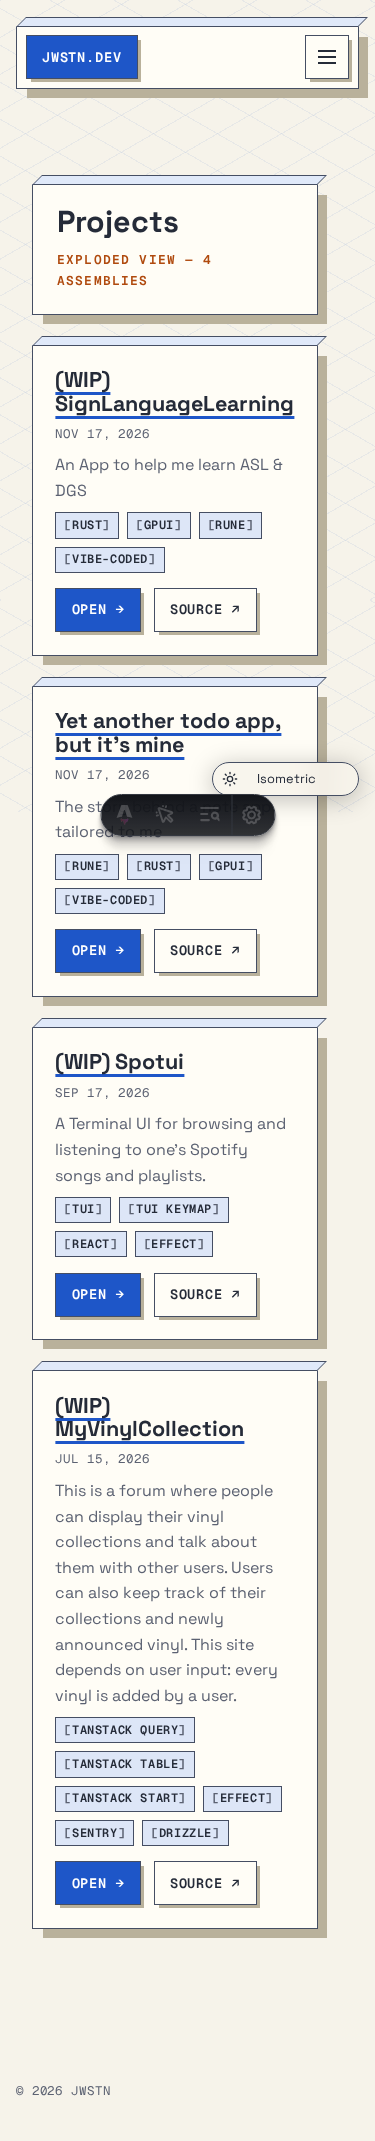 JWSTN.DEV
Projects
EXPLODED VIEW — 4
ASSEMBLIES
(WIP)
SignLanguageLearning
NOV 17, 2026
An App to help me learn ASL &
DGS
[RUST] [GPUI] [RUNE]
[VIBE-CODED]
OPEN → SOURCE ↗
Yet another todo app,
but it's mine
NOV 17, 2026
Isometric
The
tailored to me
[RUNE] [RUST] [GPUI]
[VIBE-CODED]
OPEN → SOURCE ↗
(WIP) Spotui
SEP 17, 2026
A Terminal UI for browsing and
listening to one's Spotify
songs and playlists.
[TUI] [TUI KEYMAP]
[REACT] [EFFECT]
OPEN → SOURCE ↗
(WIP)
MyVinylCollection
JUL 15, 2026
This is a forum where people
can display their vinyl
collections and talk about
them with other users. Users
can also keep track of their
collections and newly
announced vinyl. This site
depends on user input: every
vinyl is added by a user.
[TANSTACK QUERY]
[TANSTACK TABLE]
[TANSTACK START] [EFFECT]
[SENTRY] [DRIZZLE]
OPEN → SOURCE ↗
© 2026 JWSTN